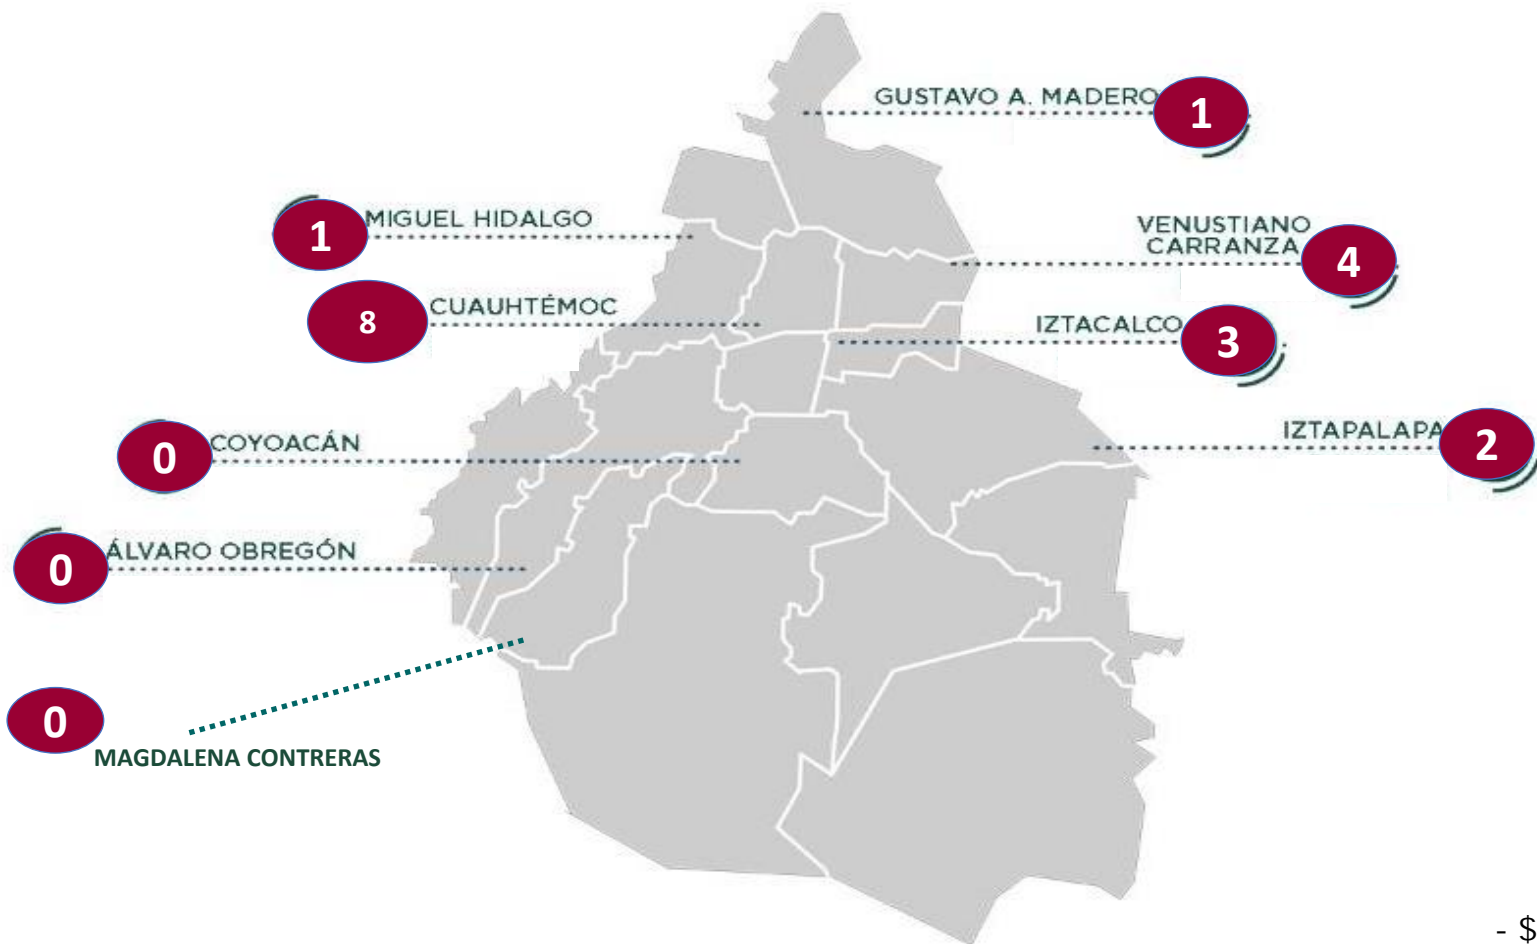 GUSTAVO A. MADERO 1
1 MIGUEL HIDALGO
VENUSTIANO
CARRANZA 4
8 CUAUHTÉMOC
IZTACALCO 3
0 COYOACÁN
IZTAPALAPA 2
0 ÁLVARO OBREGÓN
0
MAGDALENA CONTRERAS
- $